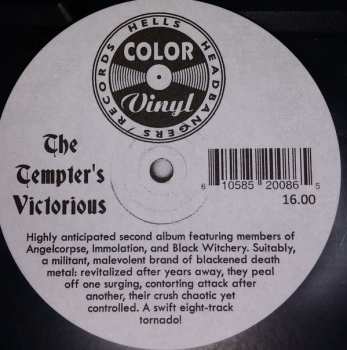 HELLS HEADBANGERS / RECORDS
COLOR
Vinyl
The
Tempter's
Victorious
6 10585 20086 5
16.00
Highly anticipated second album featuring members of
Angelcorpse, Immolation, and Black Witchery. Suitably,
a militant, malevolent brand of blackened death
metal: revitalized after years away, they peal
off one surging, contorting attack after
another, their crush chaotic yet
controlled. A swift eight-track
tornado!